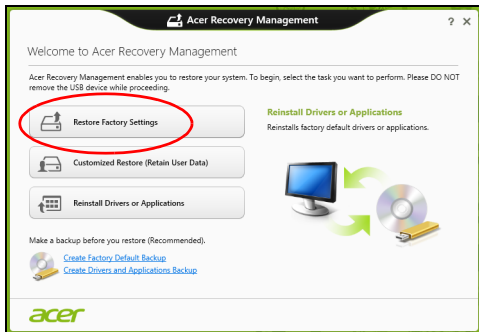 Acer Recovery Management
? ×
Welcome to Acer Recovery Management
Acer Recovery Management enables you to restore your system. To begin, select the task you want to perform. Please DO NOT
remove the USB device while proceeding.
Restore Factory Settings
Customized Restore (Retain User Data)
Reinstall Drivers or Applications
Reinstall Drivers or Applications
Reinstalls factory default drivers or applications.
Make a backup before you restore (Recommended).
Create Factory Default Backup
Create Drivers and Applications Backup
acer